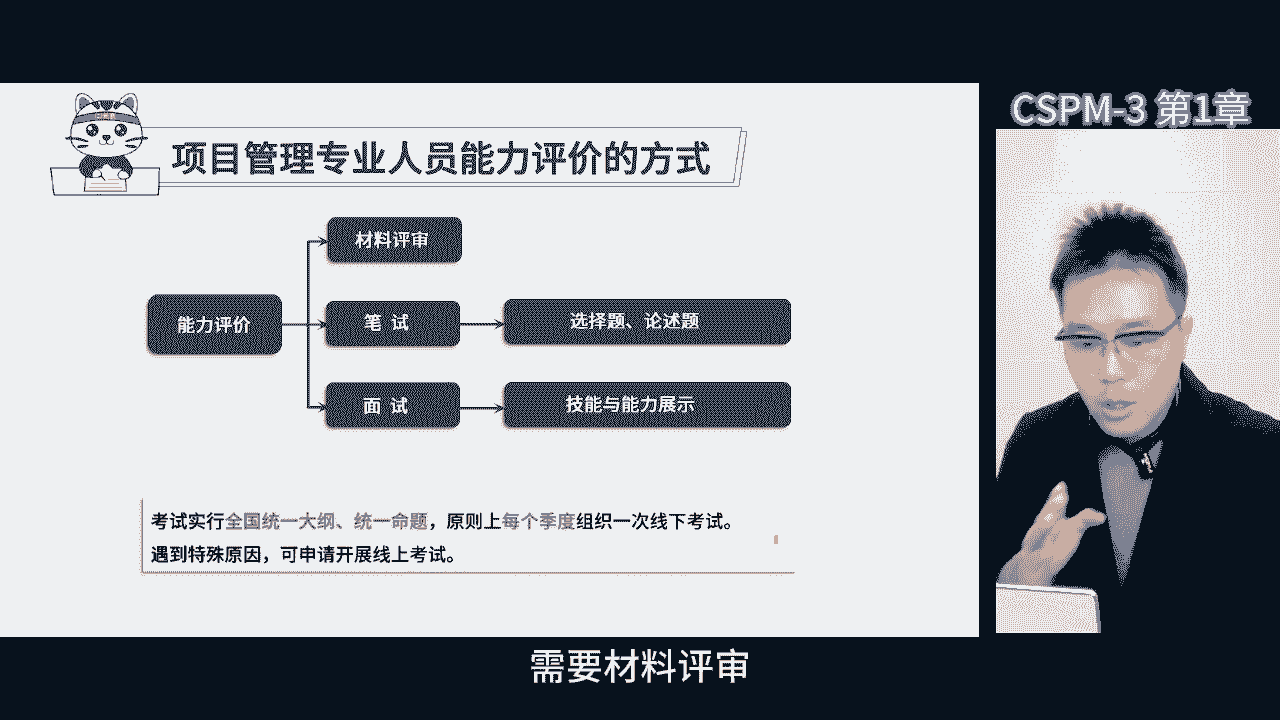 CSPM-3 第1章
项目管理专业人员能力评价的方式
材料评审
能力评价
笔 试
选择题、论述题
面 试
技能与能力展示
考试实行全国统一大纲、统一命题，原则上每个季度组织一次线下考试。
遇到特殊原因，可申请开展线上考试。
需要材料评审